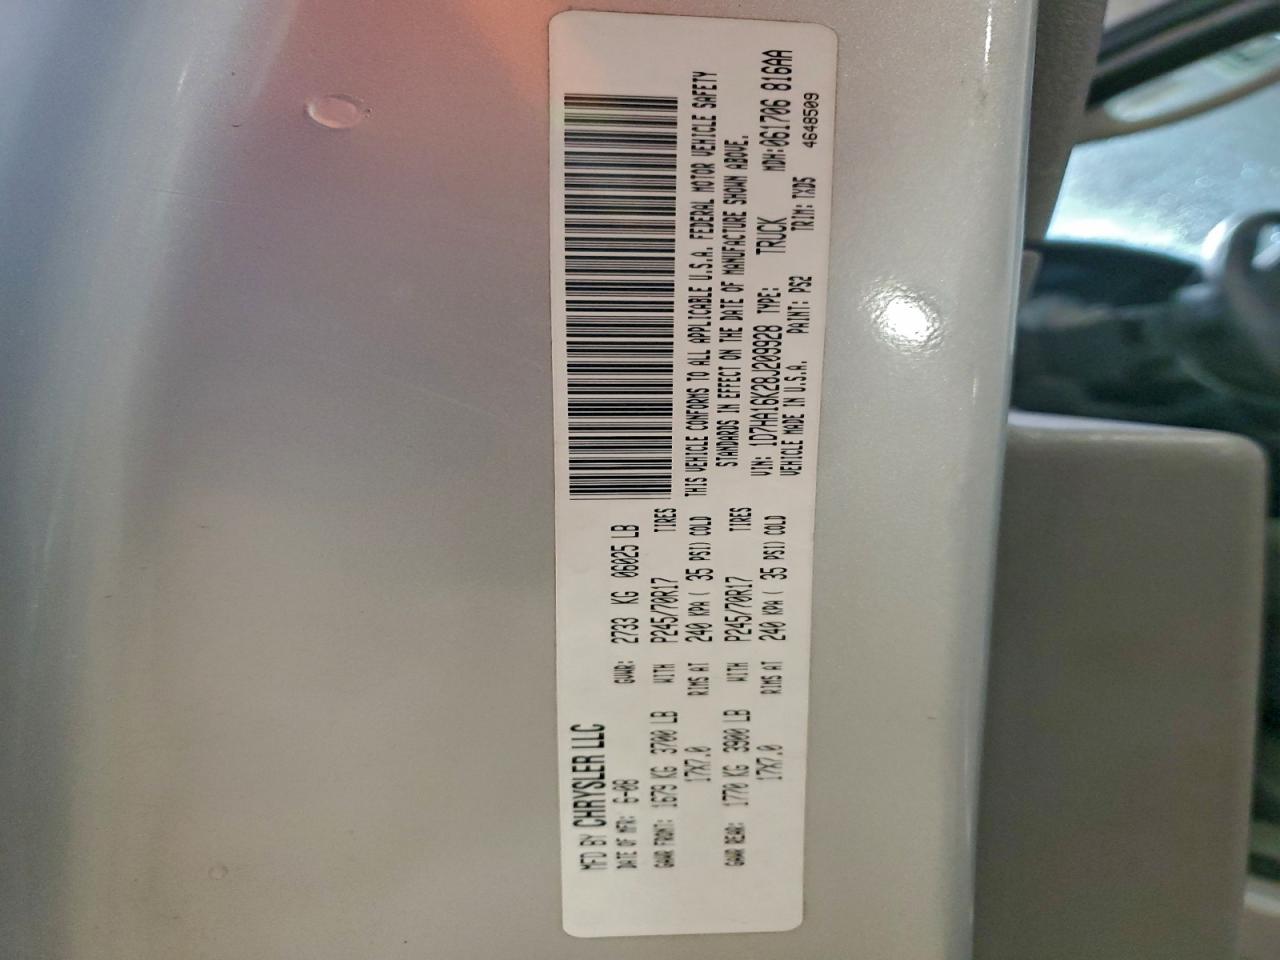 MFD BY CHRYSLER LLC
DATE OF MFR: 6-08
GVWR: 2733 KG 06025 LB
GAWR FRONT: 1679 KG 3700 LB WITH P245/70R17 TIRES
17X7.0 RIMS AT 240 KPA ( 35 PSI) COLD
GAWR REAR: 1770 KG 3900 LB WITH P245/70R17 TIRES
17X7.0 RIMS AT 240 KPA ( 35 PSI) COLD
THIS VEHICLE CONFORMS TO ALL APPLICABLE U.S.A. FEDERAL MOTOR VEHICLE SAFETY
STANDARDS IN EFFECT ON THE DATE OF MANUFACTURE SHOWN ABOVE.
VIN: 1D7HA16K28J209928 TYPE: TRUCK MDH:061706 816AA
VEHICLE MADE IN U.S.A. PAINT: PS2 TRIM: TXD5 4648509